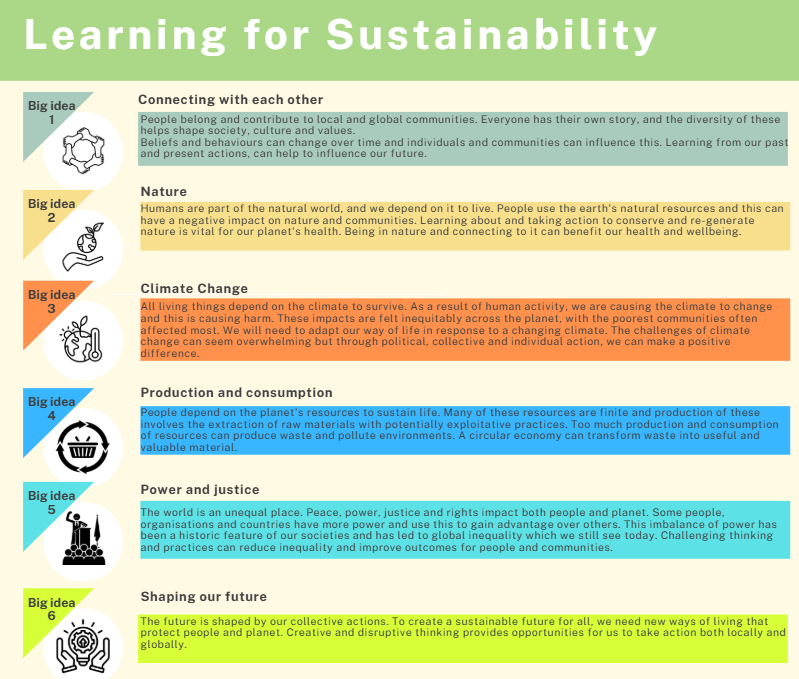 Learning for Sustainability
Big idea
1
Connecting with each other
People belong and contribute to local and global communities. Everyone has their own story, and the diversity of these
helps shape society, culture and values.
Beliefs and behaviours can change over time and individuals and communities can influence this. Learning from our past
and present actions, can help to influence our future.
Big idea
2
Nature
Humans are part of the natural world, and we depend on it to live. People use the earth's natural resources and this can
have a negative impact on nature and communities. Learning about and taking action to conserve and re-generate
nature is vital for our planet's health. Being in nature and connecting to it can benefit our health and wellbeing.
Big idea
3
Climate Change
All living things depend on the climate to survive. As a result of human activity, we are causing the climate to change
and this is causing harm. These impacts are felt inequitably across the planet, with the poorest communities often
affected most. We will need to adapt our way of life in response to a changing climate. The challenges of climate
change can seem overwhelming but through political, collective and individual action, we can make a positive
difference.
Big idea
4
Production and consumption
People depend on the planet's resources to sustain life. Many of these resources are finite and production of these
involves the extraction of raw materials with potentially exploitative practices. Too much production and consumption
of resources can produce waste and pollute environments. A circular economy can transform waste into useful and
valuable material.
Big idea
5
Power and justice
The world is an unequal place. Peace, power, justice and rights impact both people and planet. Some people,
organisations and countries have more power and use this to gain advantage over others. This imbalance of power has
been a historic feature of our societies and has led to global inequality which we still see today. Challenging thinking
and practices can reduce inequality and improve outcomes for people and communities.
Big idea
6
Shaping our future
The future is shaped by our collective actions. To create a sustainable future for all, we need new ways of living that
protect people and planet. Creative and disruptive thinking provides opportunities for us to take action both locally and
globally.